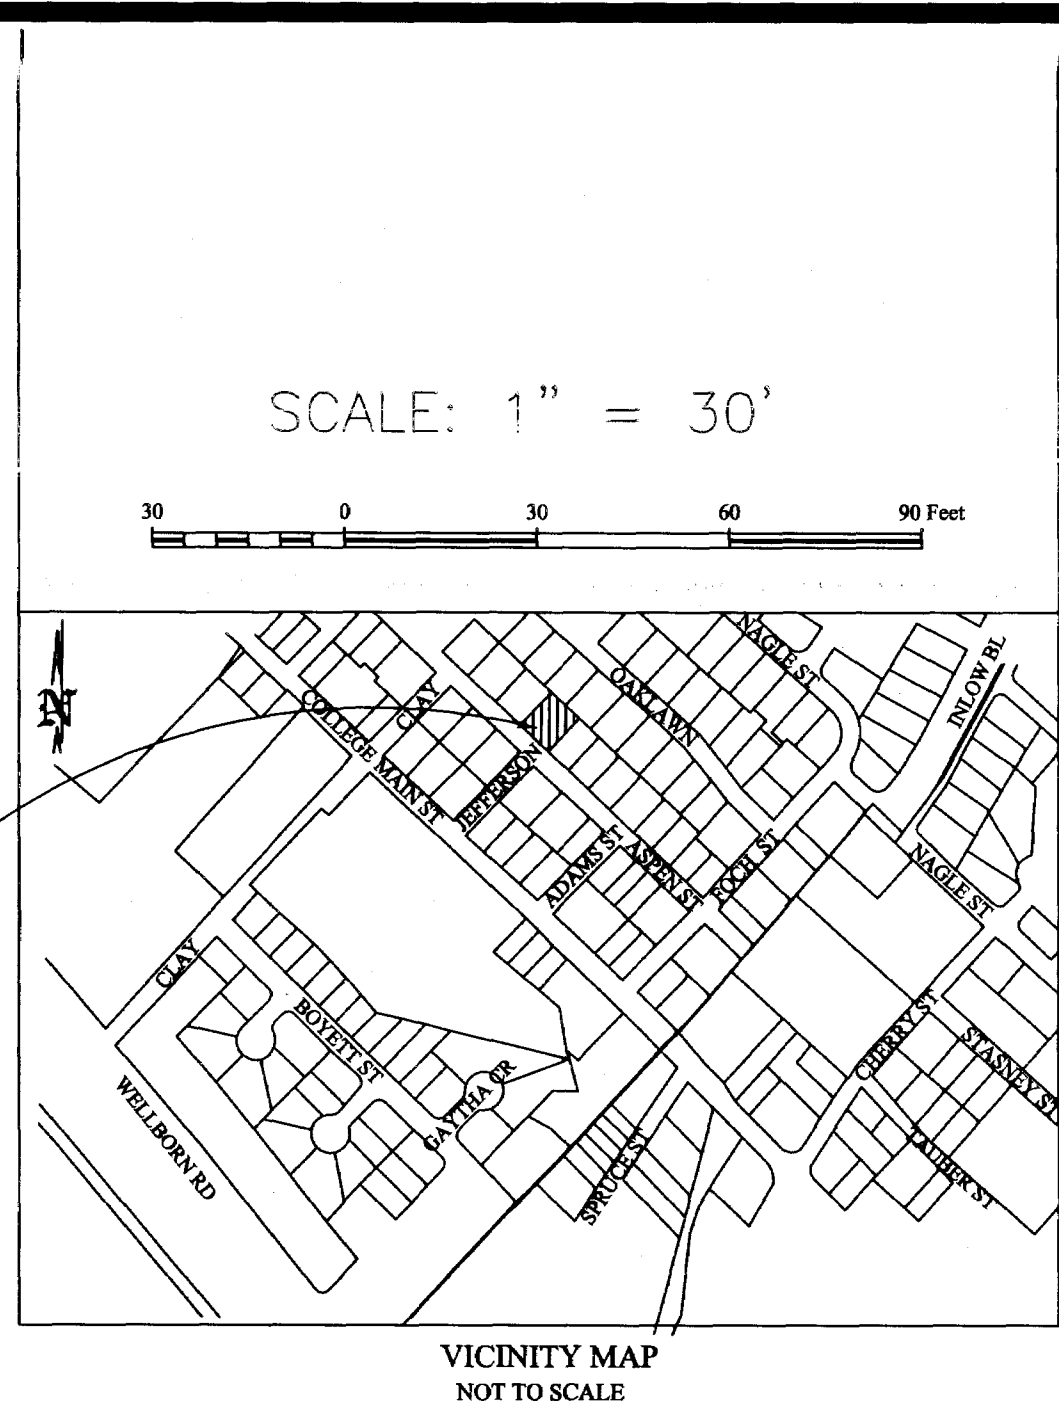 SCALE: 1" = 30'
30 0 30 60 90 Feet
NAGLE ST
INLOW BL
OAKLAWN
CLAY
COLLEGE MAIN ST
JEFFERSON
ADAMS ST
ASPEN ST
FOCH ST
NAGLE ST
CLAY
BOYETT ST
GAYTHA CR
CHERRY ST
STASNEY ST
WELLBORN RD
SPRUCE ST
TAUBER ST
VICINITY MAP
NOT TO SCALE